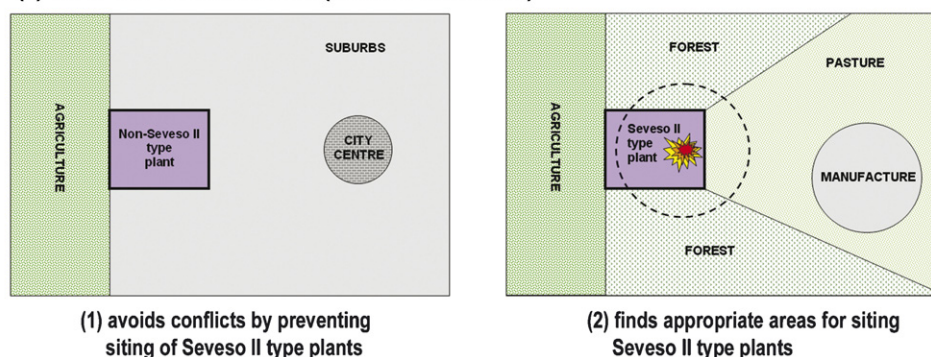 SUBURBS
AGRICULTURE
Non-Seveso II
type
plant
CITY
CENTRE
(1) avoids conflicts by preventing
siting of Seveso II type plants
FOREST
PASTURE
AGRICULTURE
Seveso II
type
plant
MANUFACTURE
FOREST
(2) finds appropriate areas for siting
Seveso II type plants